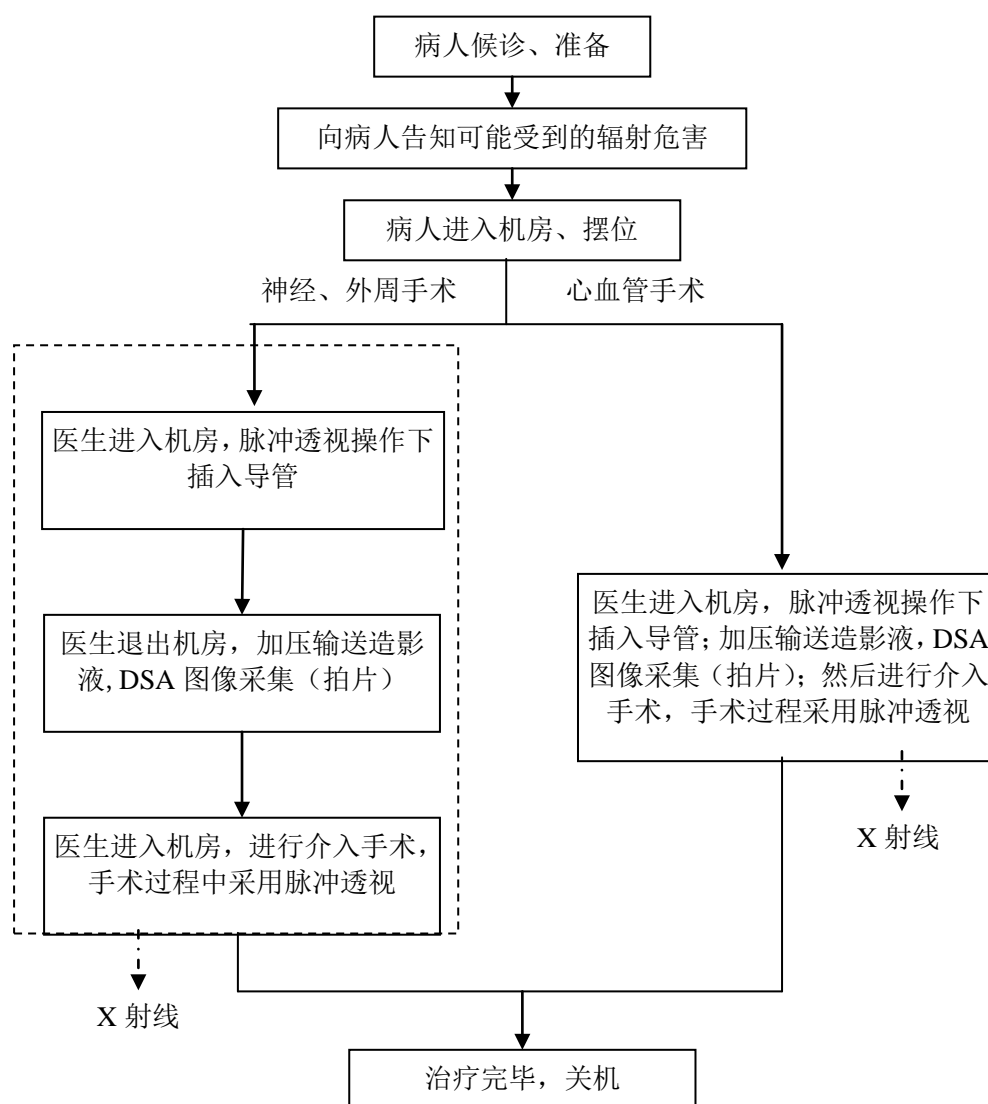 病人候诊、准备
向病人告知可能受到的辐射危害
病人进入机房、摆位
神经、外周手术
心血管手术
医生进入机房，脉冲透视操作下
插入导管
医生退出机房，加压输送造影
液, DSA 图像采集（拍片）
医生进入机房，进行介入手术，
手术过程中采用脉冲透视
X 射线
医生进入机房，脉冲透视操作下
插入导管；加压输送造影液，DSA
图像采集（拍片）；然后进行介入
手术，手术过程采用脉冲透视
X 射线
治疗完毕，关机